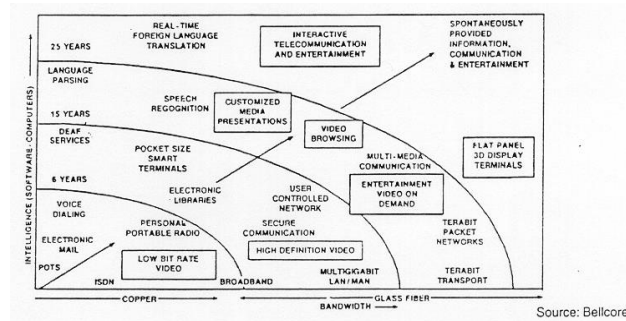 REAL-TIME
FOREIGN LANGUAGE
TRANSLATION
INTERACTIVE
TELECOMMUNICATION
AND ENTERTAINMENT
SPONTANEOUSLY
PROVIDED
INFORMATION,
COMMUNICATION
& ENTERTAINMENT
25 YEARS
LANGUAGE
PARSING
SPEECH
REGOGNITION
CUSTOMIZED
MEDIA
PRESENTATIONS
VIDEO
BROWSING
15 YEARS
DEAF
SERVICES
POCKET SIZE
SMART
TERMINALS
MULTI-MEDIA
COMMUNICATION
FLAT PANEL
3D DISPLAY
TERMINALS
6 YEARS
ELECTRONIC
LIBRARIES
USER
CONTROLLED
NETWORK
ENTERTAINMENT
VIDEO ON
DEMAND
VOICE
DIALING
PERSONAL
PORTABLE RADIO
SECURE
COMMUNICATION
TERABIT
PACKET
NETWORKS
ELECTRONIC
MAIL
LOW BIT RATE
VIDEO
HIGH DEFINITION VIDEO
POTS
ISDN
BROADBAND
MULTIGIGABIT
LAN/MAN
TERABIT
TRANSPORT
INTELLIGENCE (SOFTWARE-COMPUTERS)
COPPER
GLASS FIBER
BANDWIDTH
Source: Bellcore